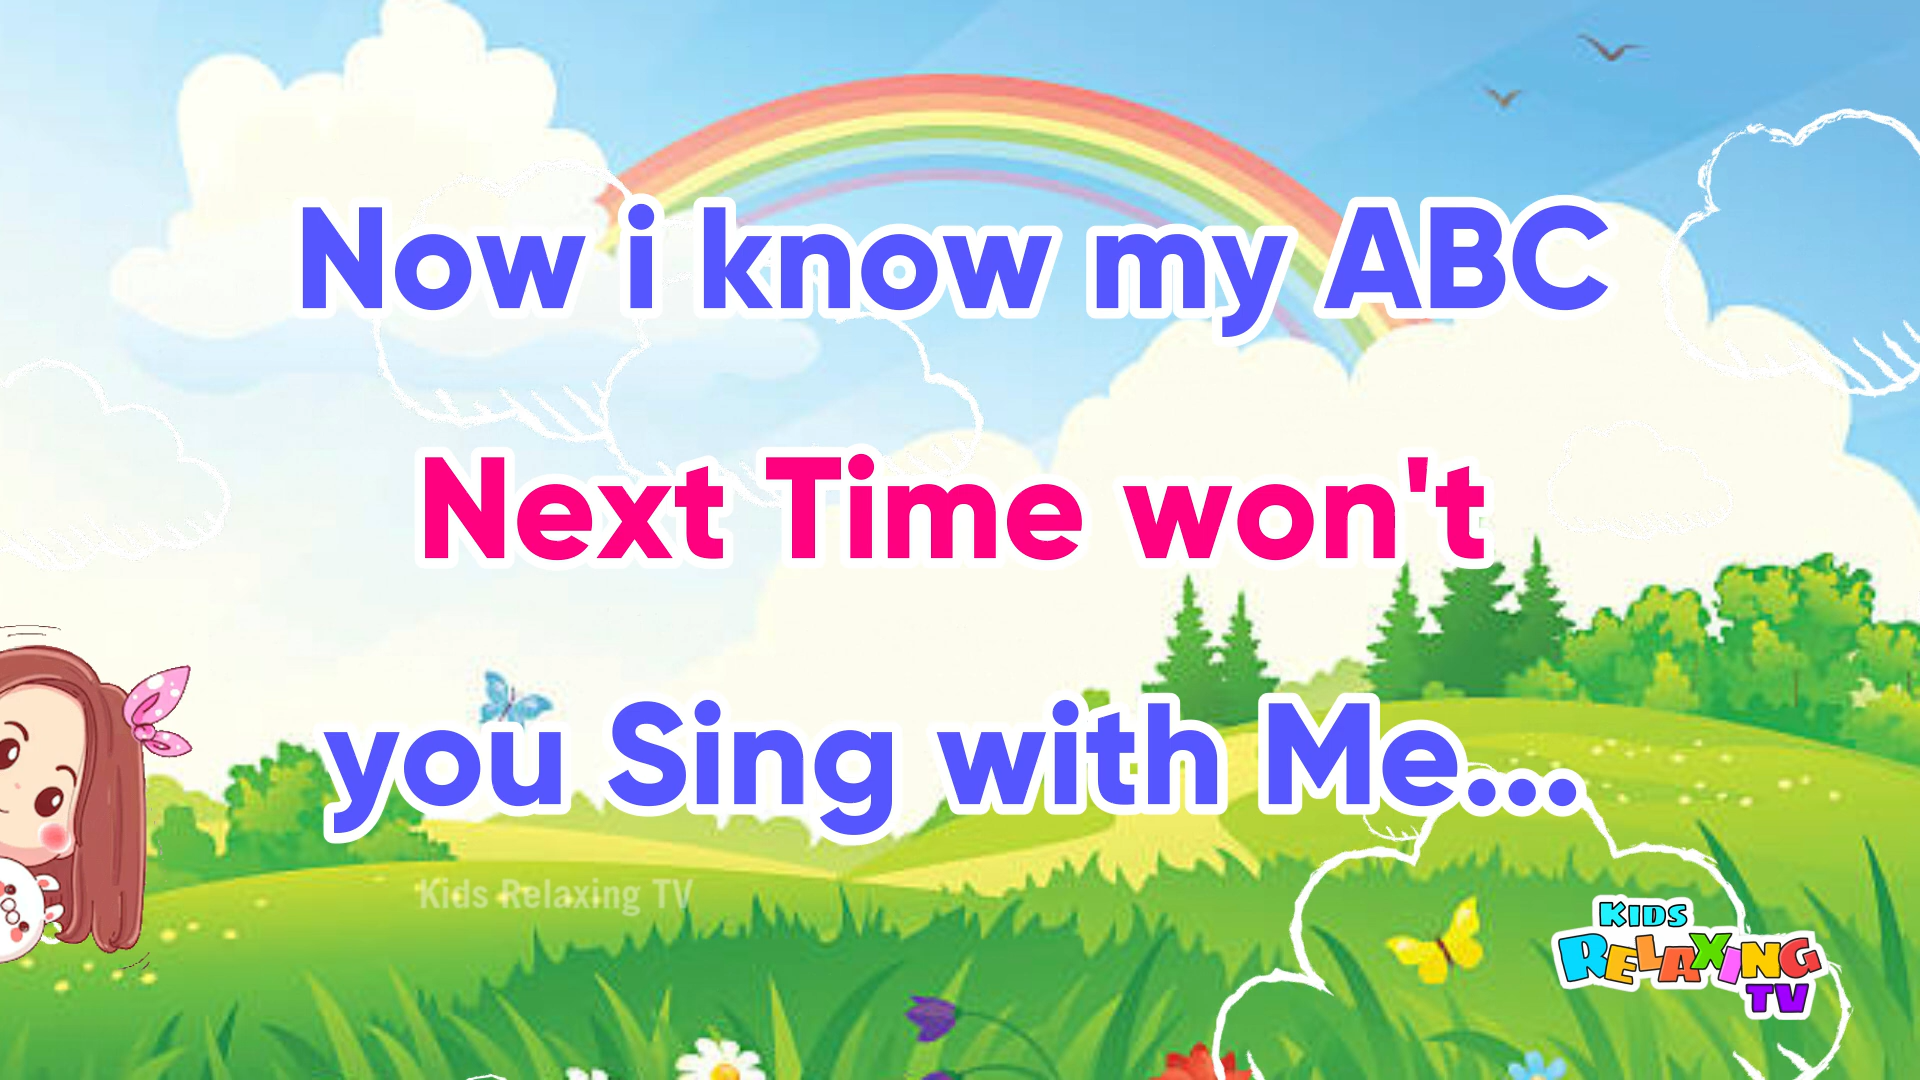 Now i know my ABC
Next Time won't
you Sing with Me...
Kids Relaxing TV
KIDS
RELAXING
TV